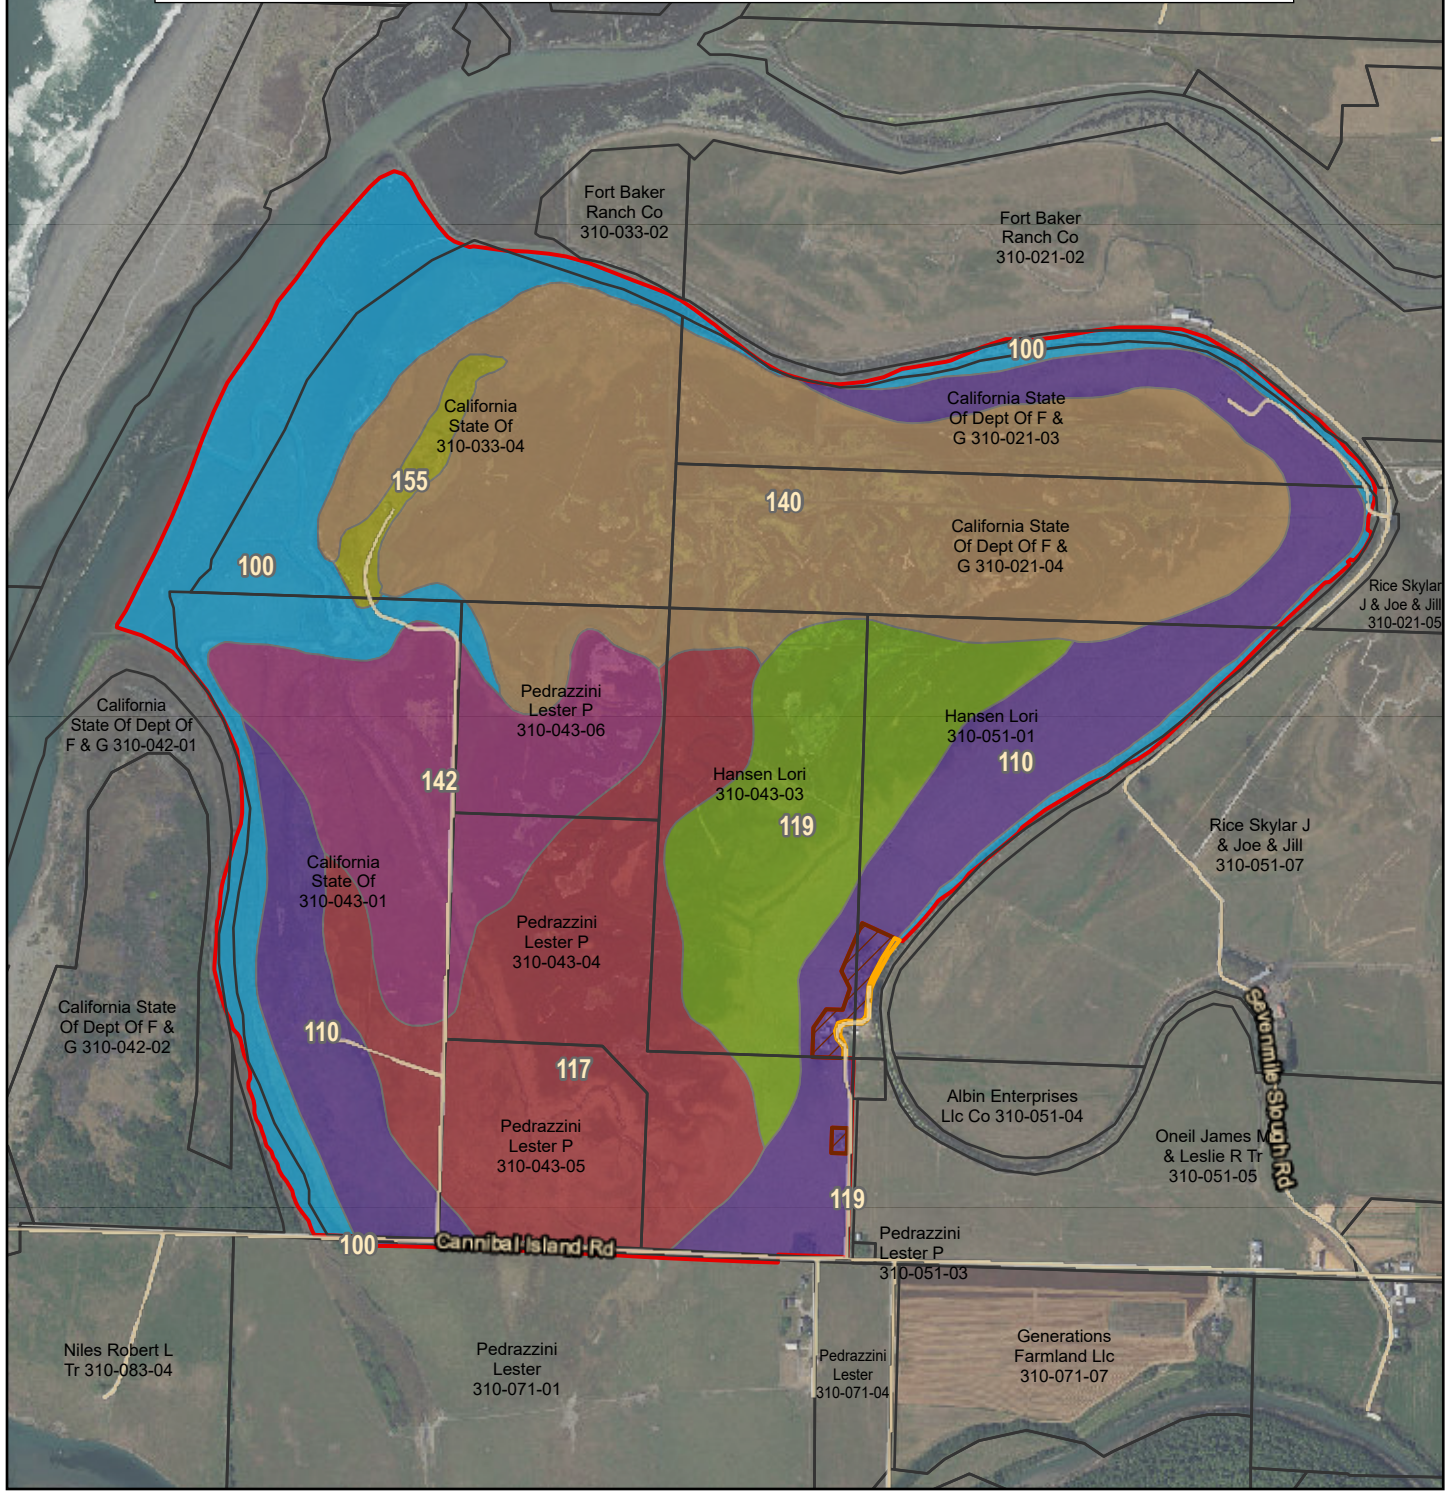 Fort Baker
Ranch Co
310-033-02
Fort Baker
Ranch Co
310-021-02
100
California State
Of Dept Of F &
G 310-021-03
California
State Of
310-033-04
155
140
California State
Of Dept Of F &
G 310-021-04
100
Rice Skylar
J & Joe & Jill
310-021-05
California
State Of Dept Of
F & G 310-042-01
Pedrazzini
Lester P
310-043-06
Hansen Lori
310-051-01
110
142
Hansen Lori
310-043-03
119
Rice Skylar J
& Joe & Jill
310-051-07
California
State Of
310-043-01
Pedrazzini
Lester P
310-043-04
California State
Of Dept Of F &
G 310-042-02
110
117
Sevenmile Slough Rd
Albin Enterprises
Llc Co 310-051-04
Pedrazzini
Lester P
310-043-05
Oneil James M
& Leslie R Tr
310-051-05
119
100
Cannibal Island Rd
Pedrazzini
Lester P
310-051-03
Niles Robert L
Tr 310-083-04
Pedrazzini
Lester
310-071-01
Pedrazzini
Lester
310-071-04
Generations
Farmland Llc
310-071-07